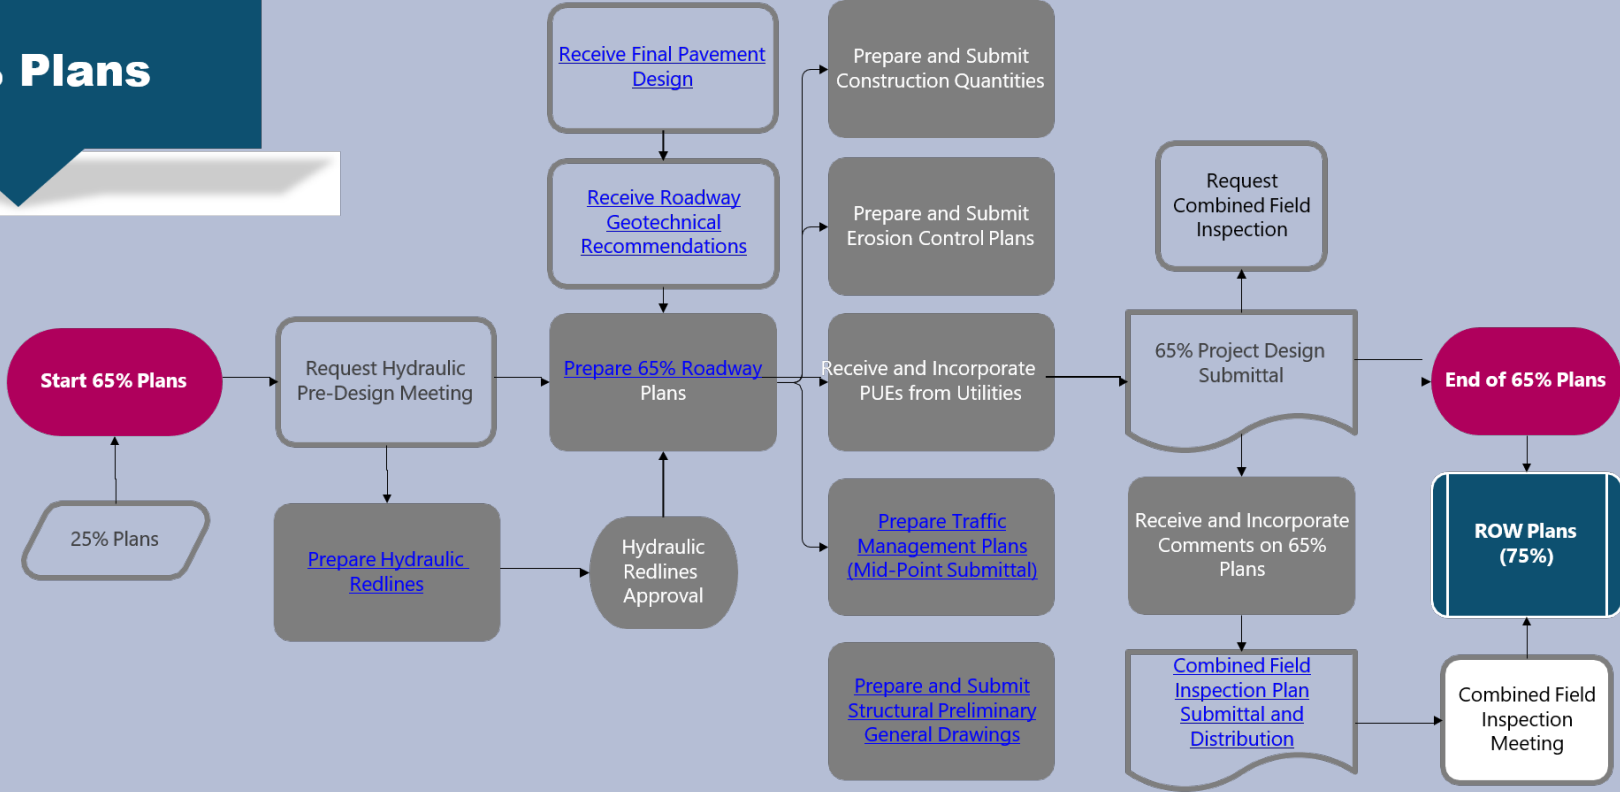 Plans
Receive Final Pavement
Design
Prepare and Submit
Construction Quantities
Receive Roadway
Geotechnical
Recommendations
Prepare and Submit
Erosion Control Plans
Request
Combined Field
Inspection
Start 65% Plans
Request Hydraulic
Pre-Design Meeting
Prepare 65% Roadway
Plans
Receive and Incorporate
PUEs from Utilities
65% Project Design
Submittal
End of 65% Plans
25% Plans
Prepare Hydraulic
Redlines
Hydraulic
Redlines
Approval
Prepare Traffic
Management Plans
(Mid-Point Submittal)
Receive and Incorporate
Comments on 65%
Plans
ROW Plans
(75%)
Prepare and Submit
Structural Preliminary
General Drawings
Combined Field
Inspection Plan
Submittal and
Distribution
Combined Field
Inspection
Meeting